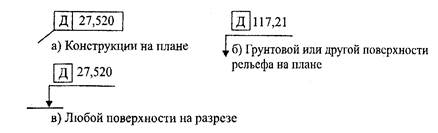 Д 27,520
а) Конструкции на плане
Д 117,21
б) Грунтовой или другой поверхности
рельефа на плане
Д 27,520
в) Любой поверхности на разрезе